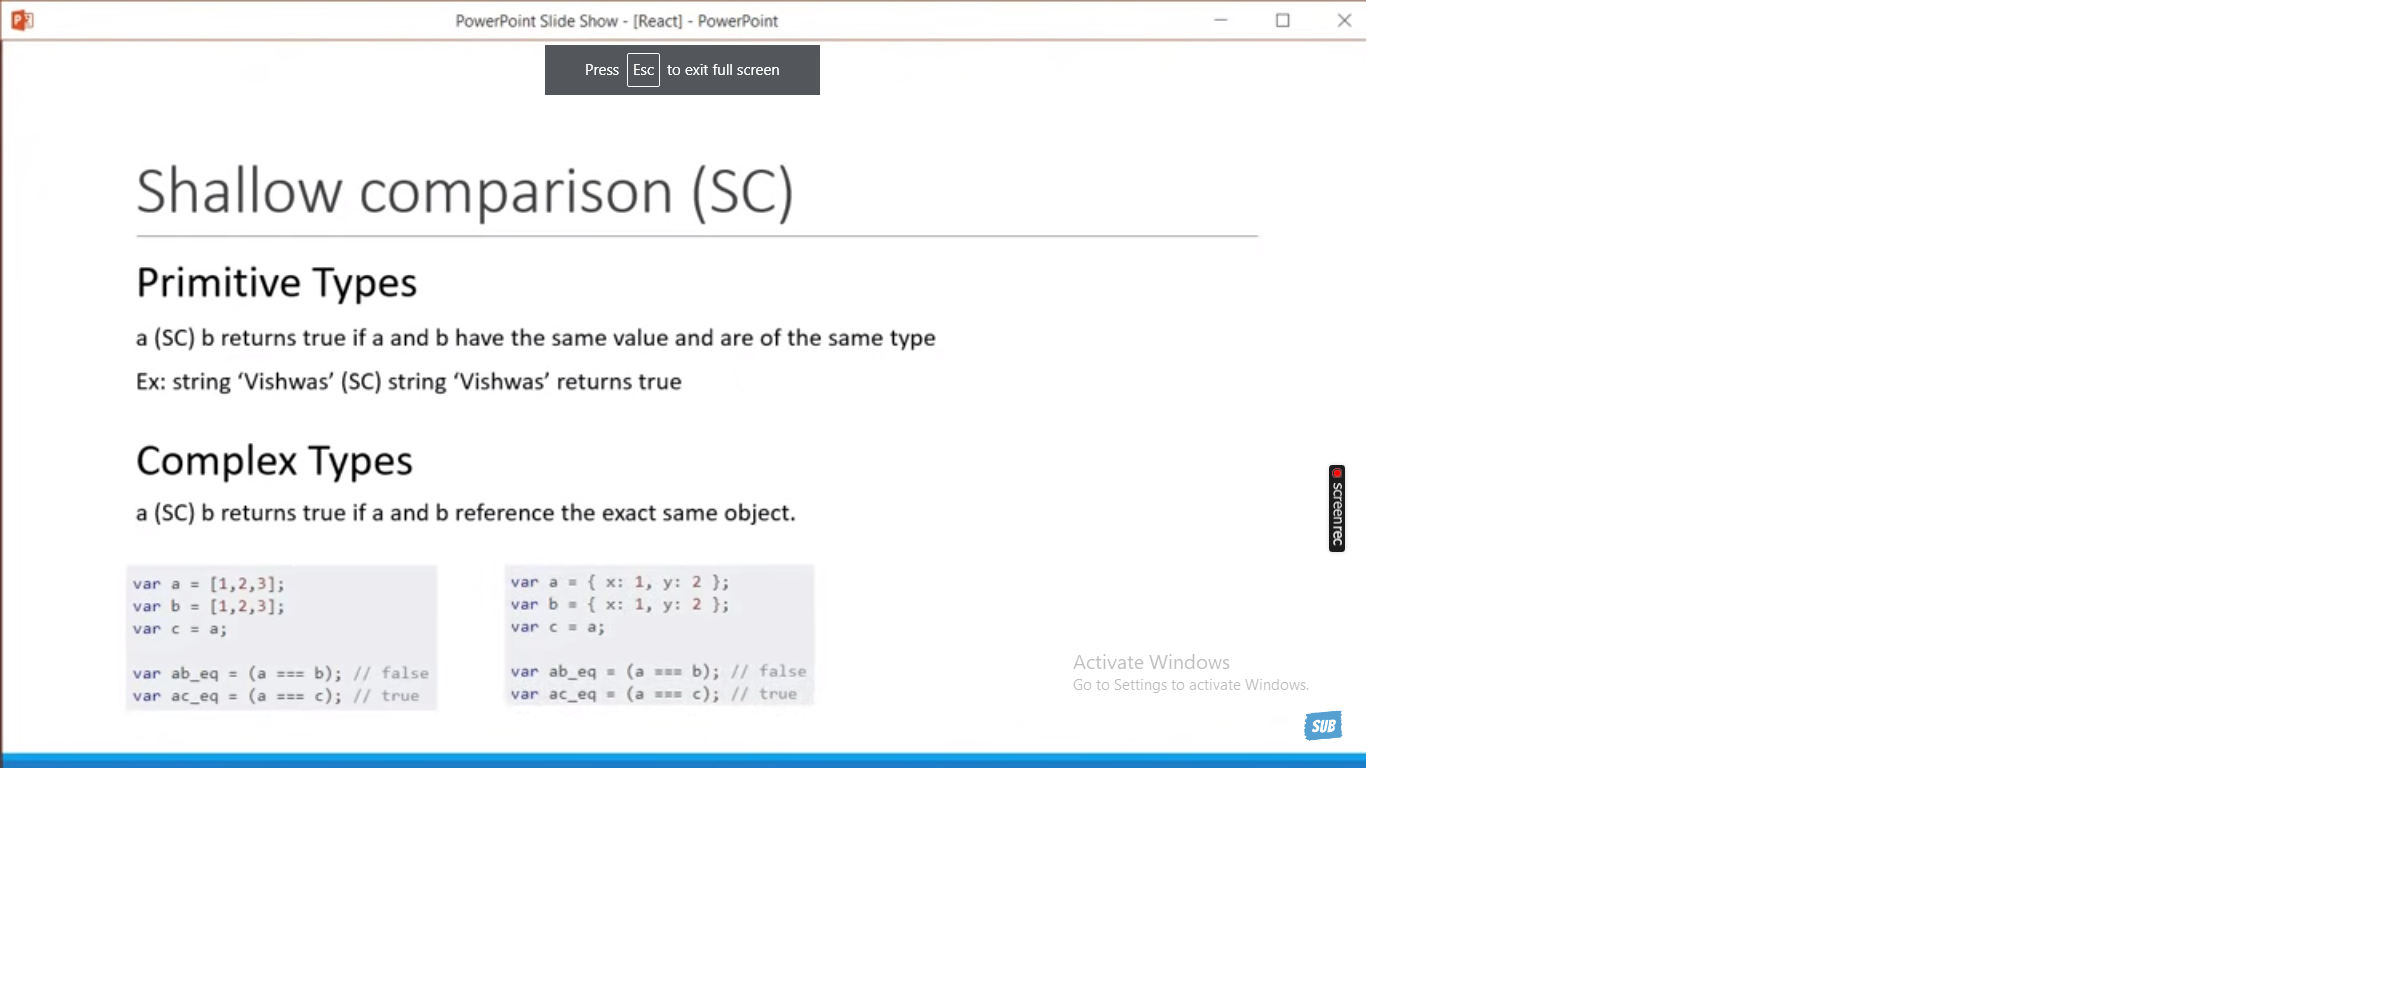 PowerPoint Slide Show - [React] - PowerPoint
Press Esc to exit full screen
Shallow comparison (SC)
Primitive Types
a (SC) b returns true if a and b have the same value and are of the same type
Ex: string ‘Vishwas’ (SC) string ‘Vishwas’ returns true
Complex Types
a (SC) b returns true if a and b reference the exact same object.
var a = [1,2,3];
var b = [1,2,3];
var c = a;
var ab_eq = (a === b); // false
var ac_eq = (a === c); // true
var a = { x: 1, y: 2 };
var b = { x: 1, y: 2 };
var c = a;
var ab_eq = (a === b); // false
var ac_eq = (a === c); // true
screenrec
Activate Windows
Go to Settings to activate Windows.
SUB